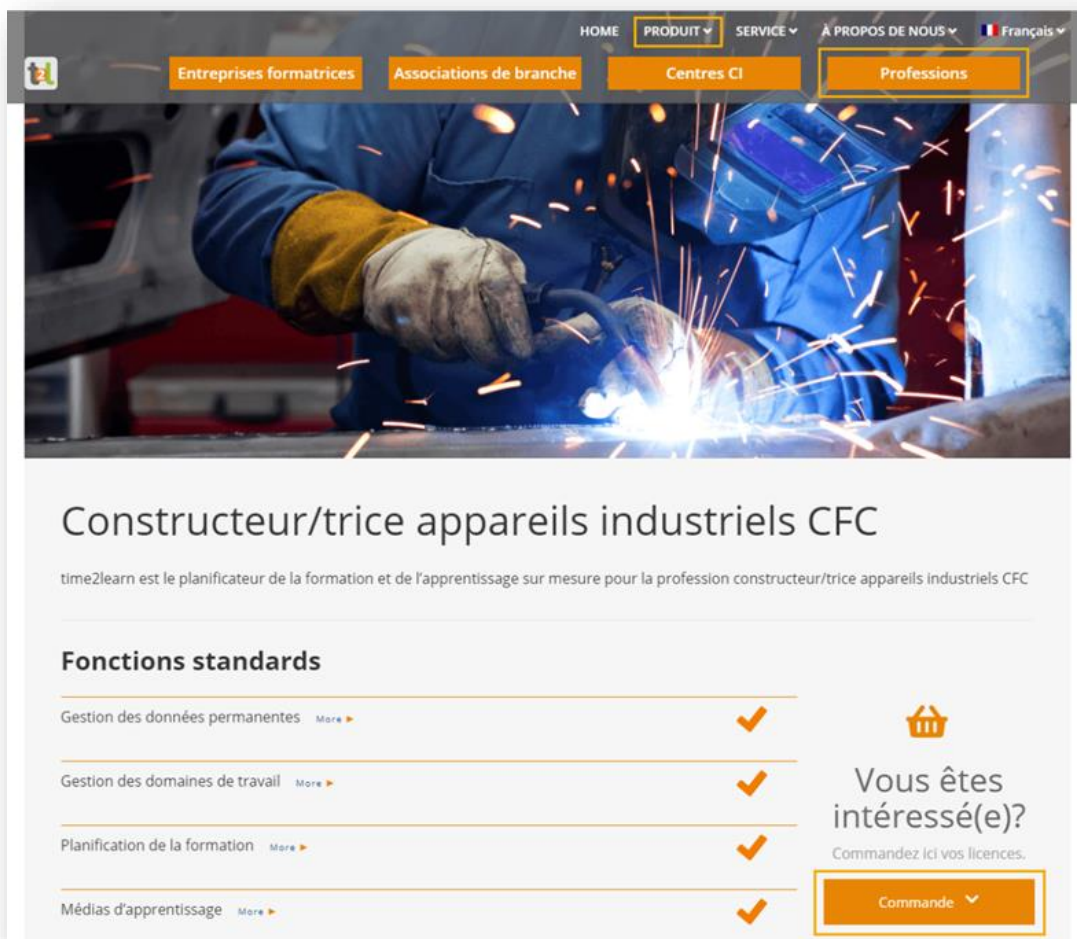 HOME PRODUIT SERVICE À PROPOS DE NOUS Français
t2l Entreprises formatrices Associations de branche Centres CI Professions
Constructeur/trice appareils industriels CFC
time2learn est le planificateur de la formation et de l'apprentissage sur mesure pour la profession constructeur/trice appareils industriels CFC
Fonctions standards
Gestion des données permanentes More
Gestion des domaines de travail More
Planification de la formation More
Médias d'apprentissage More
Vous êtes
intéressé(e)?
Commandez ici vos licences.
Commande